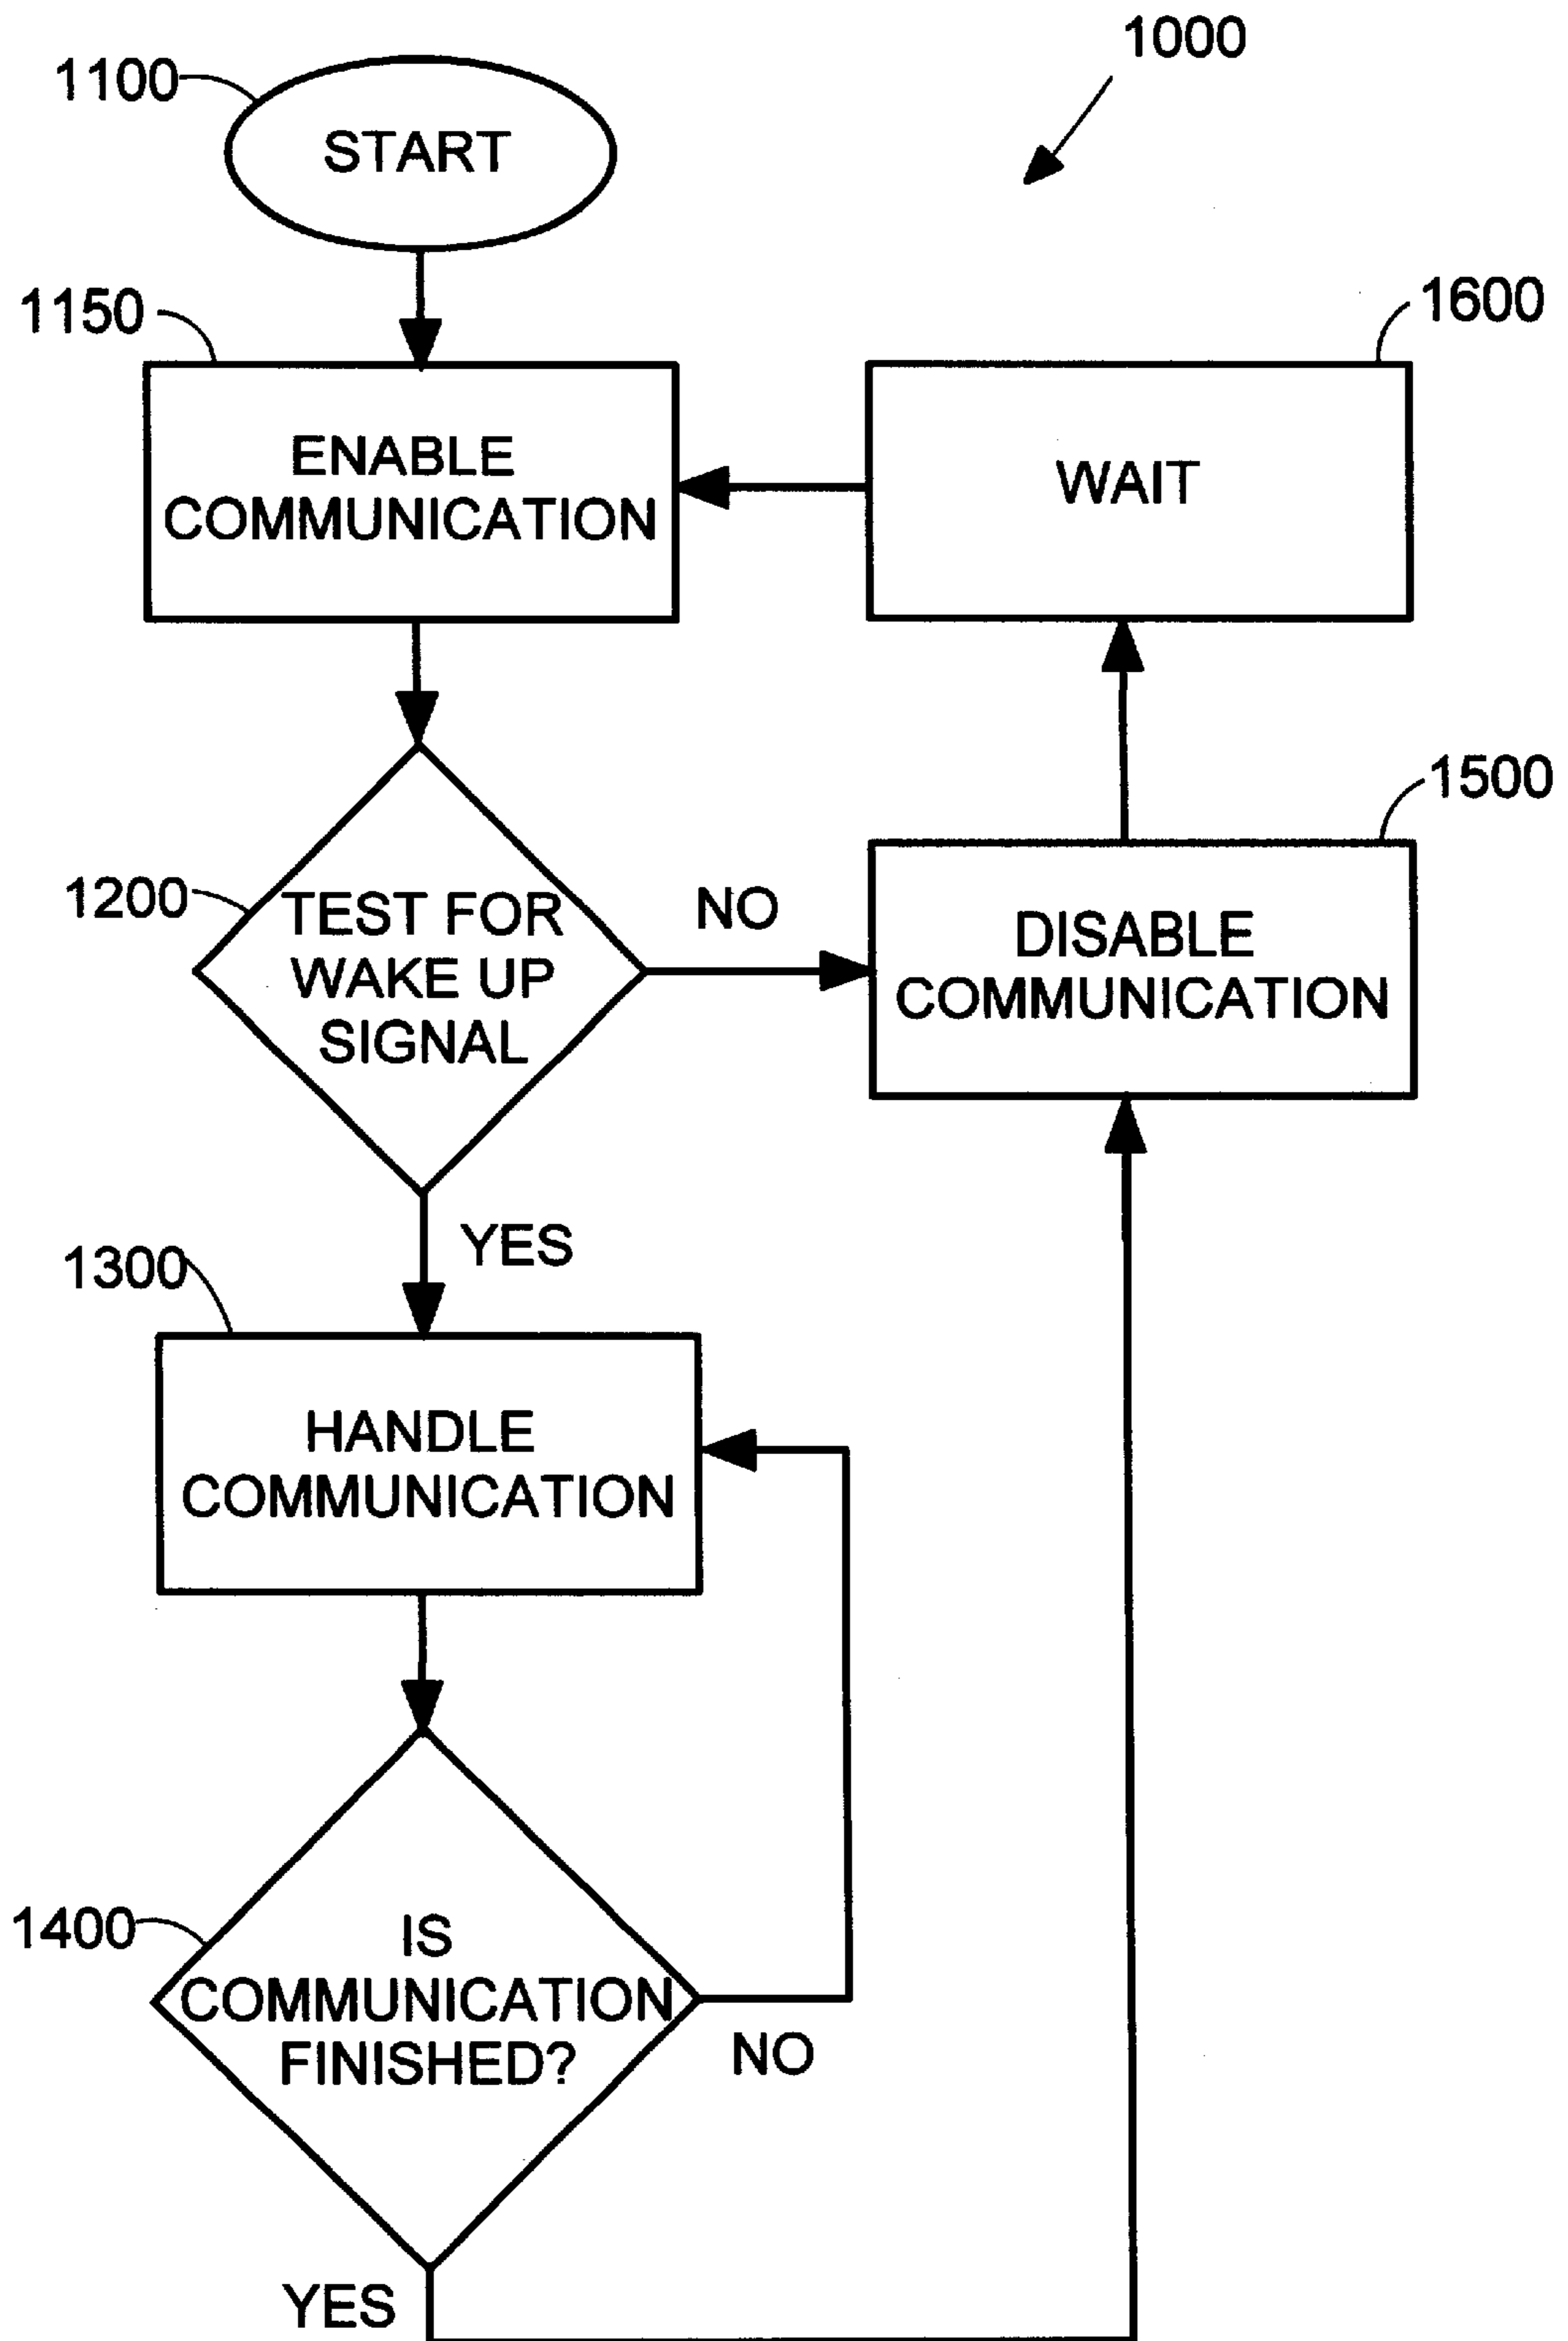 1000
1100
START
1150
ENABLE
COMMUNICATION
1600
WAIT
1200
TEST FOR
WAKE UP
SIGNAL
NO
1500
DISABLE
COMMUNICATION
YES
1300
HANDLE
COMMUNICATION
1400
IS
COMMUNICATION
FINISHED?
NO
YES